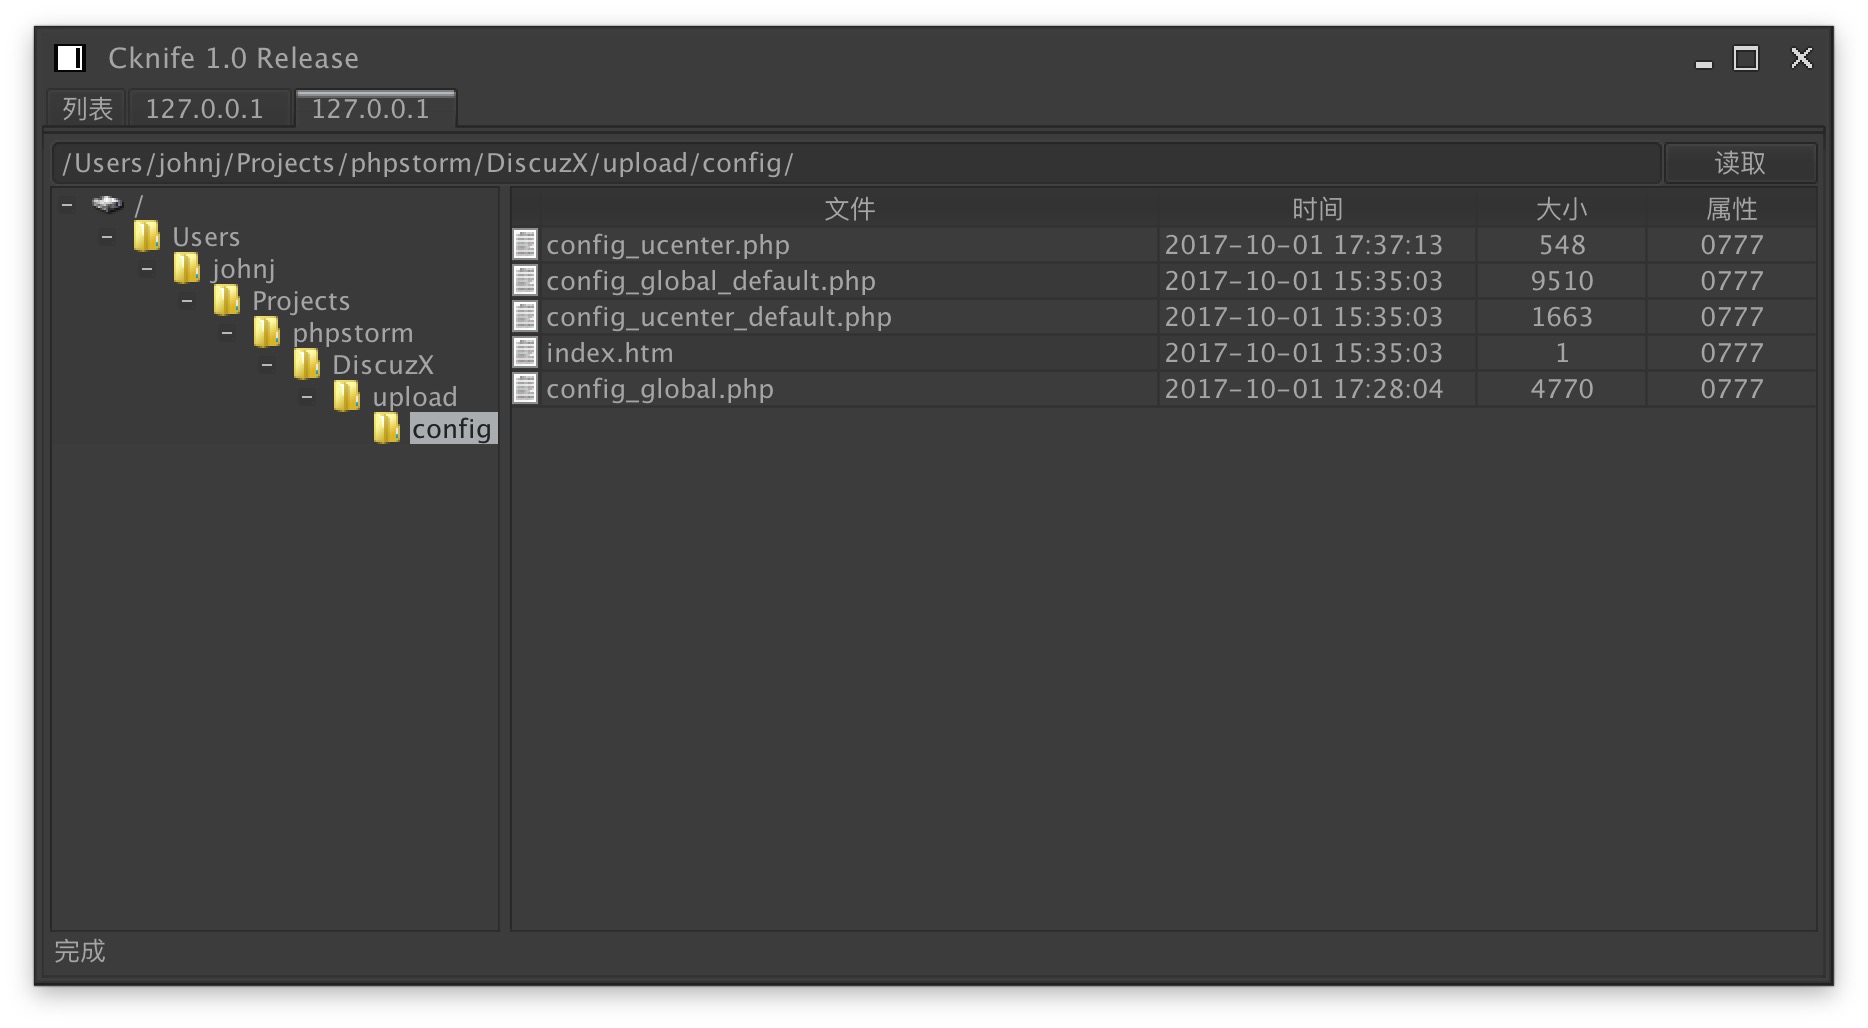 Cknife 1.0 Release
列表 127.0.0.1 127.0.0.1
/Users/johnj/Projects/phpstorm/DiscuzX/upload/config/ 读取
/
Users
johnj
Projects
phpstorm
DiscuzX
upload
config
文件 时间 大小 属性
config_ucenter.php 2017-10-01 17:37:13 548 0777
config_global_default.php 2017-10-01 15:35:03 9510 0777
config_ucenter_default.php 2017-10-01 15:35:03 1663 0777
index.htm 2017-10-01 15:35:03 1 0777
config_global.php 2017-10-01 17:28:04 4770 0777
完成